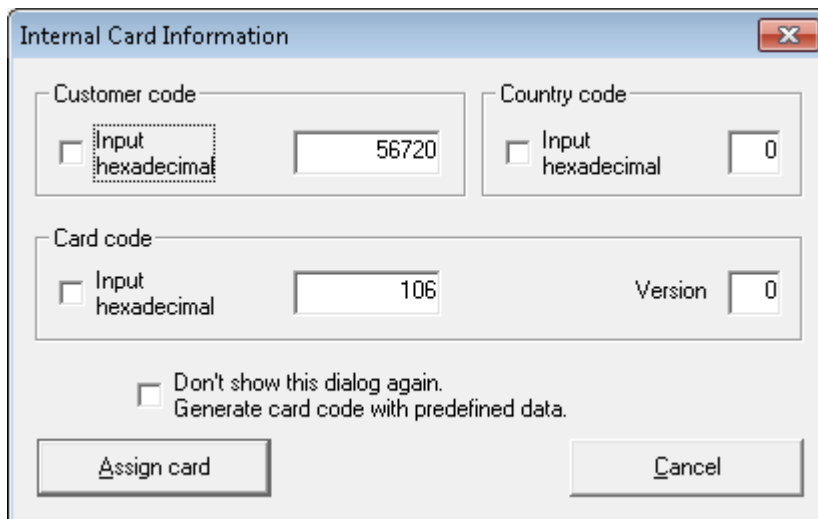 Internal Card Information
Customer code
Input
hexadecimal
56720
Country code
Input
hexadecimal
0
Card code
Input
hexadecimal
106
Version
0
Don't show this dialog again.
Generate card code with predefined data.
Assign card
Cancel